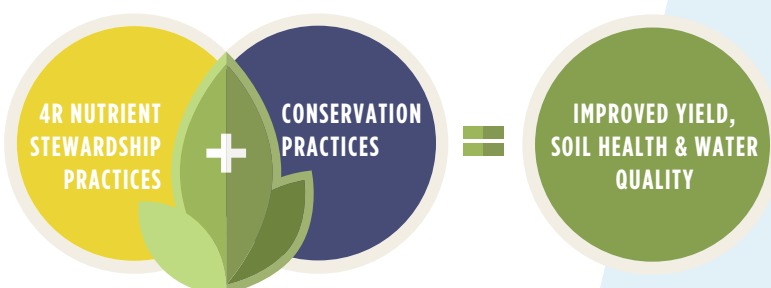 4R NUTRIENT
STEWARDSHIP
PRACTICES
+
CONSERVATION
PRACTICES
=
IMPROVED YIELD,
SOIL HEALTH & WATER
QUALITY